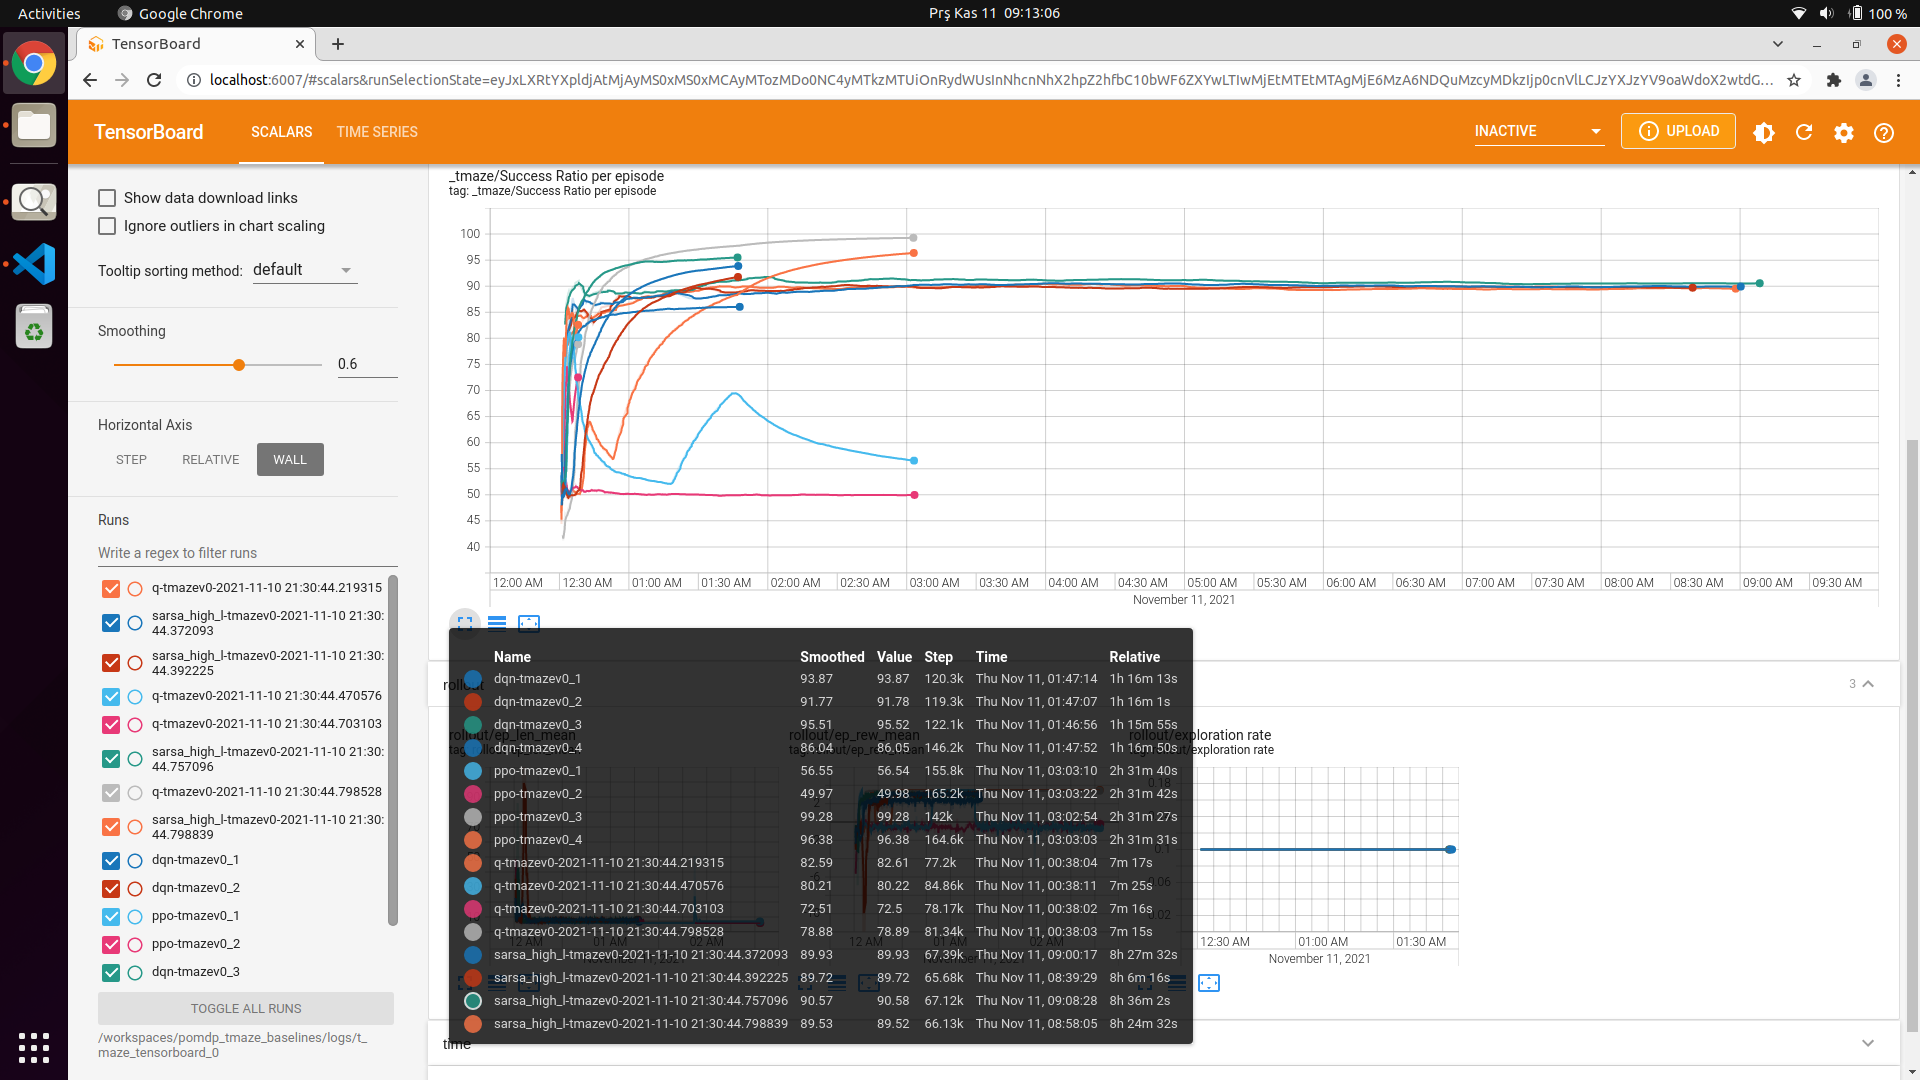 Activities
Google Chrome
Prş Kas 11 09:13:06
100 %
TensorBoard
localhost:6007/#scalars&runSelectionState=
TensorBoard
SCALARS
TIME SERIES
INACTIVE
UPLOAD
Show data download links
Ignore outliers in chart scaling
Tooltip sorting method: default
Smoothing
0.6
Horizontal Axis
STEP RELATIVE WALL
Runs
Write a regex to filter runs
q-tmazev0-2021-11-10 21:30:44.219315
sarsa_high_l-tmazev0-2021-11-10 21:30:
44.372093
sarsa_high_l-tmazev0-2021-11-10 21:30:
44.392225
q-tmazev0-2021-11-10 21:30:44.470576
q-tmazev0-2021-11-10 21:30:44.703103
sarsa_high_l-tmazev0-2021-11-10 21:30:
44.757096
q-tmazev0-2021-11-10 21:30:44.798528
sarsa_high_l-tmazev0-2021-11-10 21:30:
44.798839
dqn-tmazev0_1
dqn-tmazev0_2
ppo-tmazev0_1
ppo-tmazev0_2
dqn-tmazev0_3
TOGGLE ALL RUNS
/workspaces/pomdp_tmaze_baselines/logs/t_
maze_tensorboard_0
_tmaze/Success Ratio per episode
tag: _tmaze/Success Ratio per episode
100
95
90
85
80
75
70
65
60
55
50
45
40
12:00 AM 12:30 AM 01:00 AM 01:30 AM 02:00 AM 02:30 AM 03:00 AM 03:30 AM 04:00 AM 04:30 AM 05:00 AM 05:30 AM 06:00 AM 06:30 AM 07:00 AM 07:30 AM 08:00 AM 08:30 AM 09:00 AM 09:30 AM
November 11, 2021
Name Smoothed Value Step Time Relative
dqn-tmazev0_1 93.87 93.87 120.3k Thu Nov 11, 01:47:14 1h 16m 13s
dqn-tmazev0_2 91.77 91.78 119.3k Thu Nov 11, 01:47:07 1h 16m 1s
dqn-tmazev0_3 95.51 95.52 122.1k Thu Nov 11, 01:46:56 1h 15m 55s
dqn-tmazev0_4 86.04 86.05 146.2k Thu Nov 11, 01:47:52 1h 16m 50s
ppo-tmazev0_1 56.55 56.54 155.8k Thu Nov 11, 03:03:10 2h 31m 40s
ppo-tmazev0_2 49.97 49.98 165.2k Thu Nov 11, 03:03:22 2h 31m 42s
ppo-tmazev0_3 99.28 99.28 142k Thu Nov 11, 03:02:54 2h 31m 27s
ppo-tmazev0_4 96.38 96.38 164.6k Thu Nov 11, 03:03:03 2h 31m 31s
q-tmazev0-2021-11-10 21:30:44.219315 82.59 82.61 77.2k Thu Nov 11, 00:38:04 7m 17s
q-tmazev0-2021-11-10 21:30:44.470576 80.21 80.22 84.86k Thu Nov 11, 00:38:11 7m 25s
q-tmazev0-2021-11-10 21:30:44.703103 72.51 72.5 78.17k Thu Nov 11, 00:38:02 7m 16s
q-tmazev0-2021-11-10 21:30:44.798528 78.88 78.89 81.34k Thu Nov 11, 00:38:03 7m 15s
sarsa_high_l-tmazev0-2021-11-10 21:30:44.372093 89.93 89.93 67.39k Thu Nov 11, 09:00:17 8h 27m 32s
sarsa_high_l-tmazev0-2021-11-10 21:30:44.392225 89.72 89.72 65.68k Thu Nov 11, 08:39:29 8h 6m 16s
sarsa_high_l-tmazev0-2021-11-10 21:30:44.757096 90.57 90.58 67.12k Thu Nov 11, 09:08:28 8h 36m 2s
sarsa_high_l-tmazev0-2021-11-10 21:30:44.798839 89.53 89.52 66.13k Thu Nov 11, 08:58:05 8h 24m 32s
rollout
3
rollout/ep_len_mean
rollout/ep_rew_mean
rollout/exploration rate
12 AM 01 AM 02 AM
12 AM 01 AM 02 AM
12:30 AM 01:00 AM 01:30 AM
November 11, 2021
time